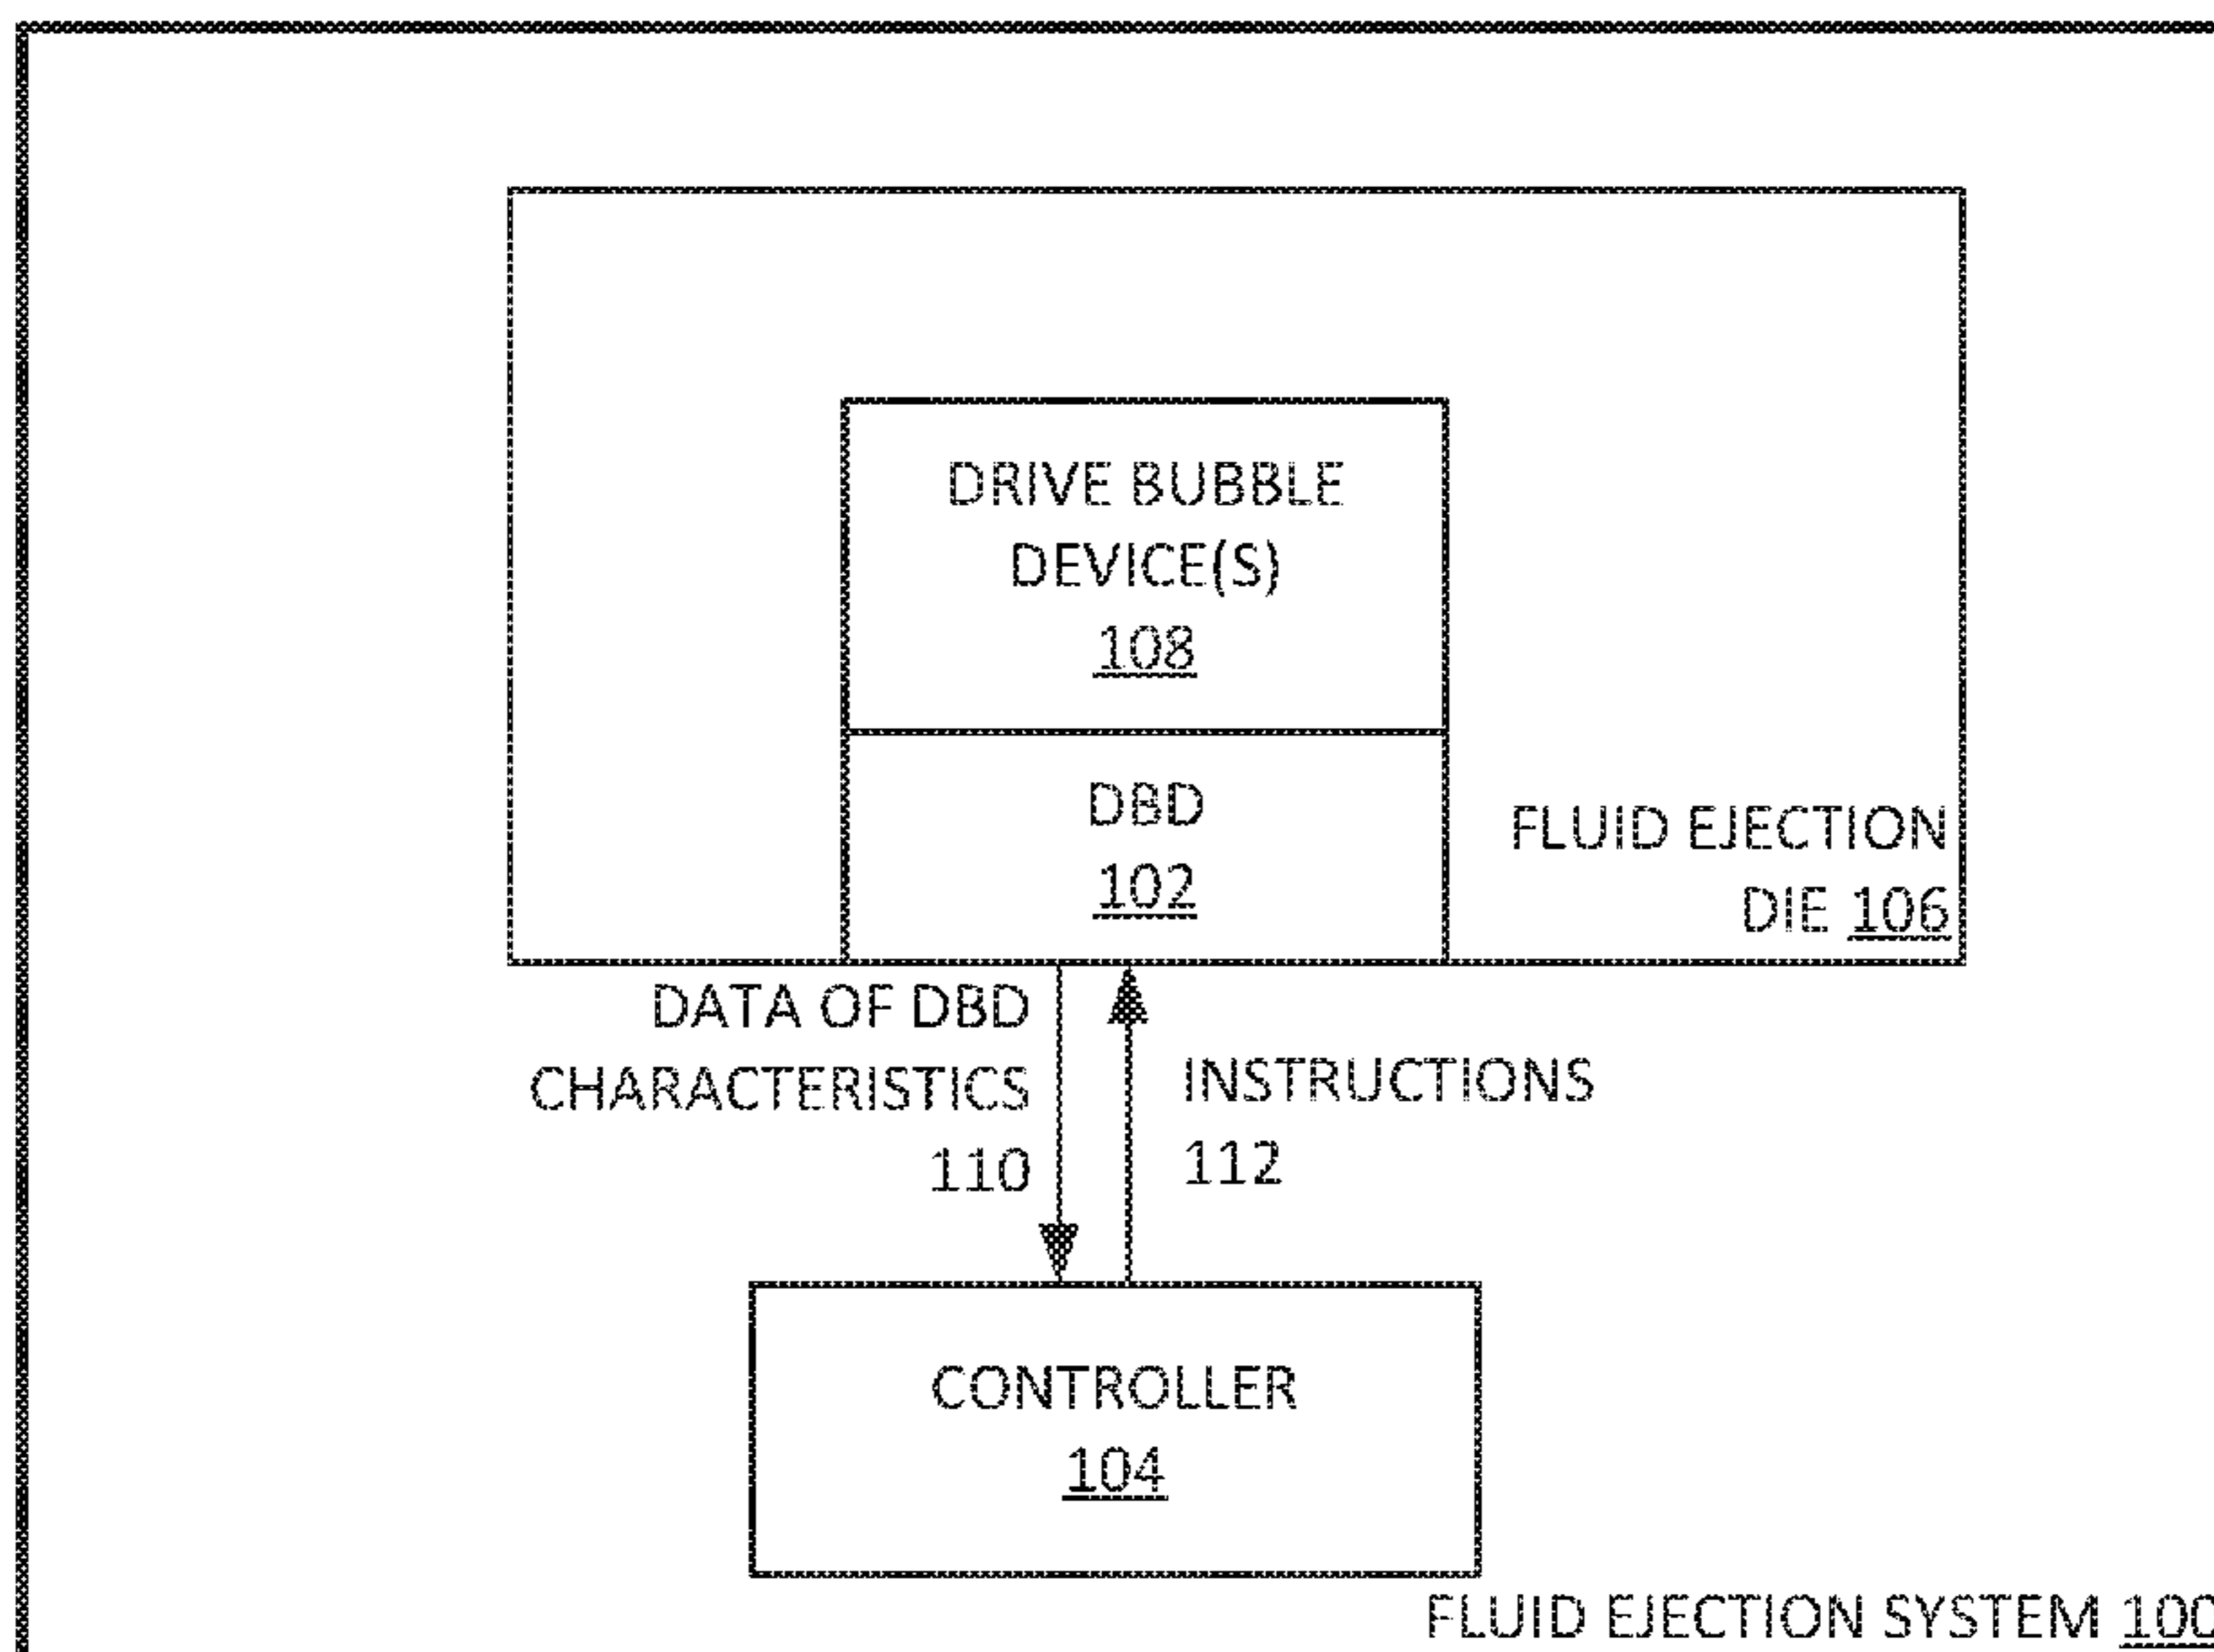 DRIVE BUBBLE
DEVICE(S)
108
DBD
102
FLUID EJECTION
DIE 106
DATA OF DBD
CHARACTERISTICS
110
INSTRUCTIONS
112
CONTROLLER
104
FLUID EJECTION SYSTEM 100